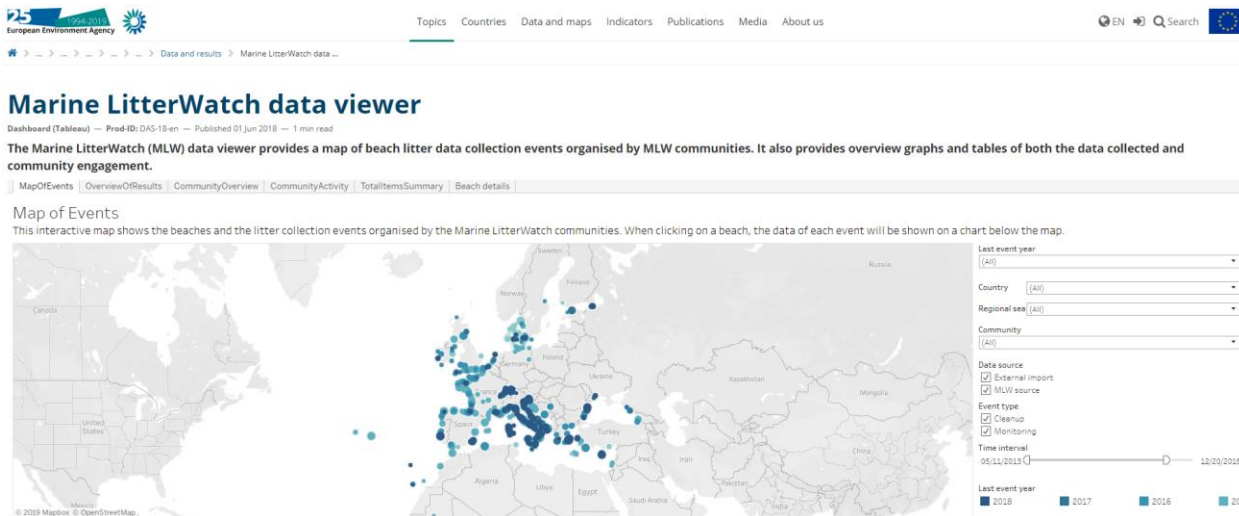 25 1994-2019
European Environment Agency
Topics Countries Data and maps Indicators Publications Media About us
EN Search
> ... > ... > ... > ... > ... > Data and results > Marine LitterWatch data ...
Marine LitterWatch data viewer
Dashboard (Tableau) — Prod-ID: DAS-18-en — Published 01 Jun 2018 — 1 min read
The Marine LitterWatch (MLW) data viewer provides a map of beach litter data collection events organised by MLW communities. It also provides overview graphs and tables of both the data collected and
community engagement.
MapOfEvents OverviewOfResults CommunityOverview CommunityActivity TotalItemsSummary Beach details
Map of Events
This interactive map shows the beaches and the litter collection events organised by the Marine LitterWatch communities. When clicking on a beach, the data of each event will be shown on a chart below the map.
Sweden
Russia
Finland
Norway
Canada
Poland
Germany
Ukraine
Kazakhstan
France
Mongolia
United
States
Spain
Turkey
China
Iraq
Iran
Pakistan
Algeria
Libya
Egypt
Saudi Arabia
India
Mexico
© 2019 Mapbox © OpenStreetMap
Last event year
(All)
Country (All)
Regional sea (All)
Community
(All)
Data source
External import
MLW source
Event type
Cleanup
Monitoring
Time interval
Last event year
2018 2017 2016 20